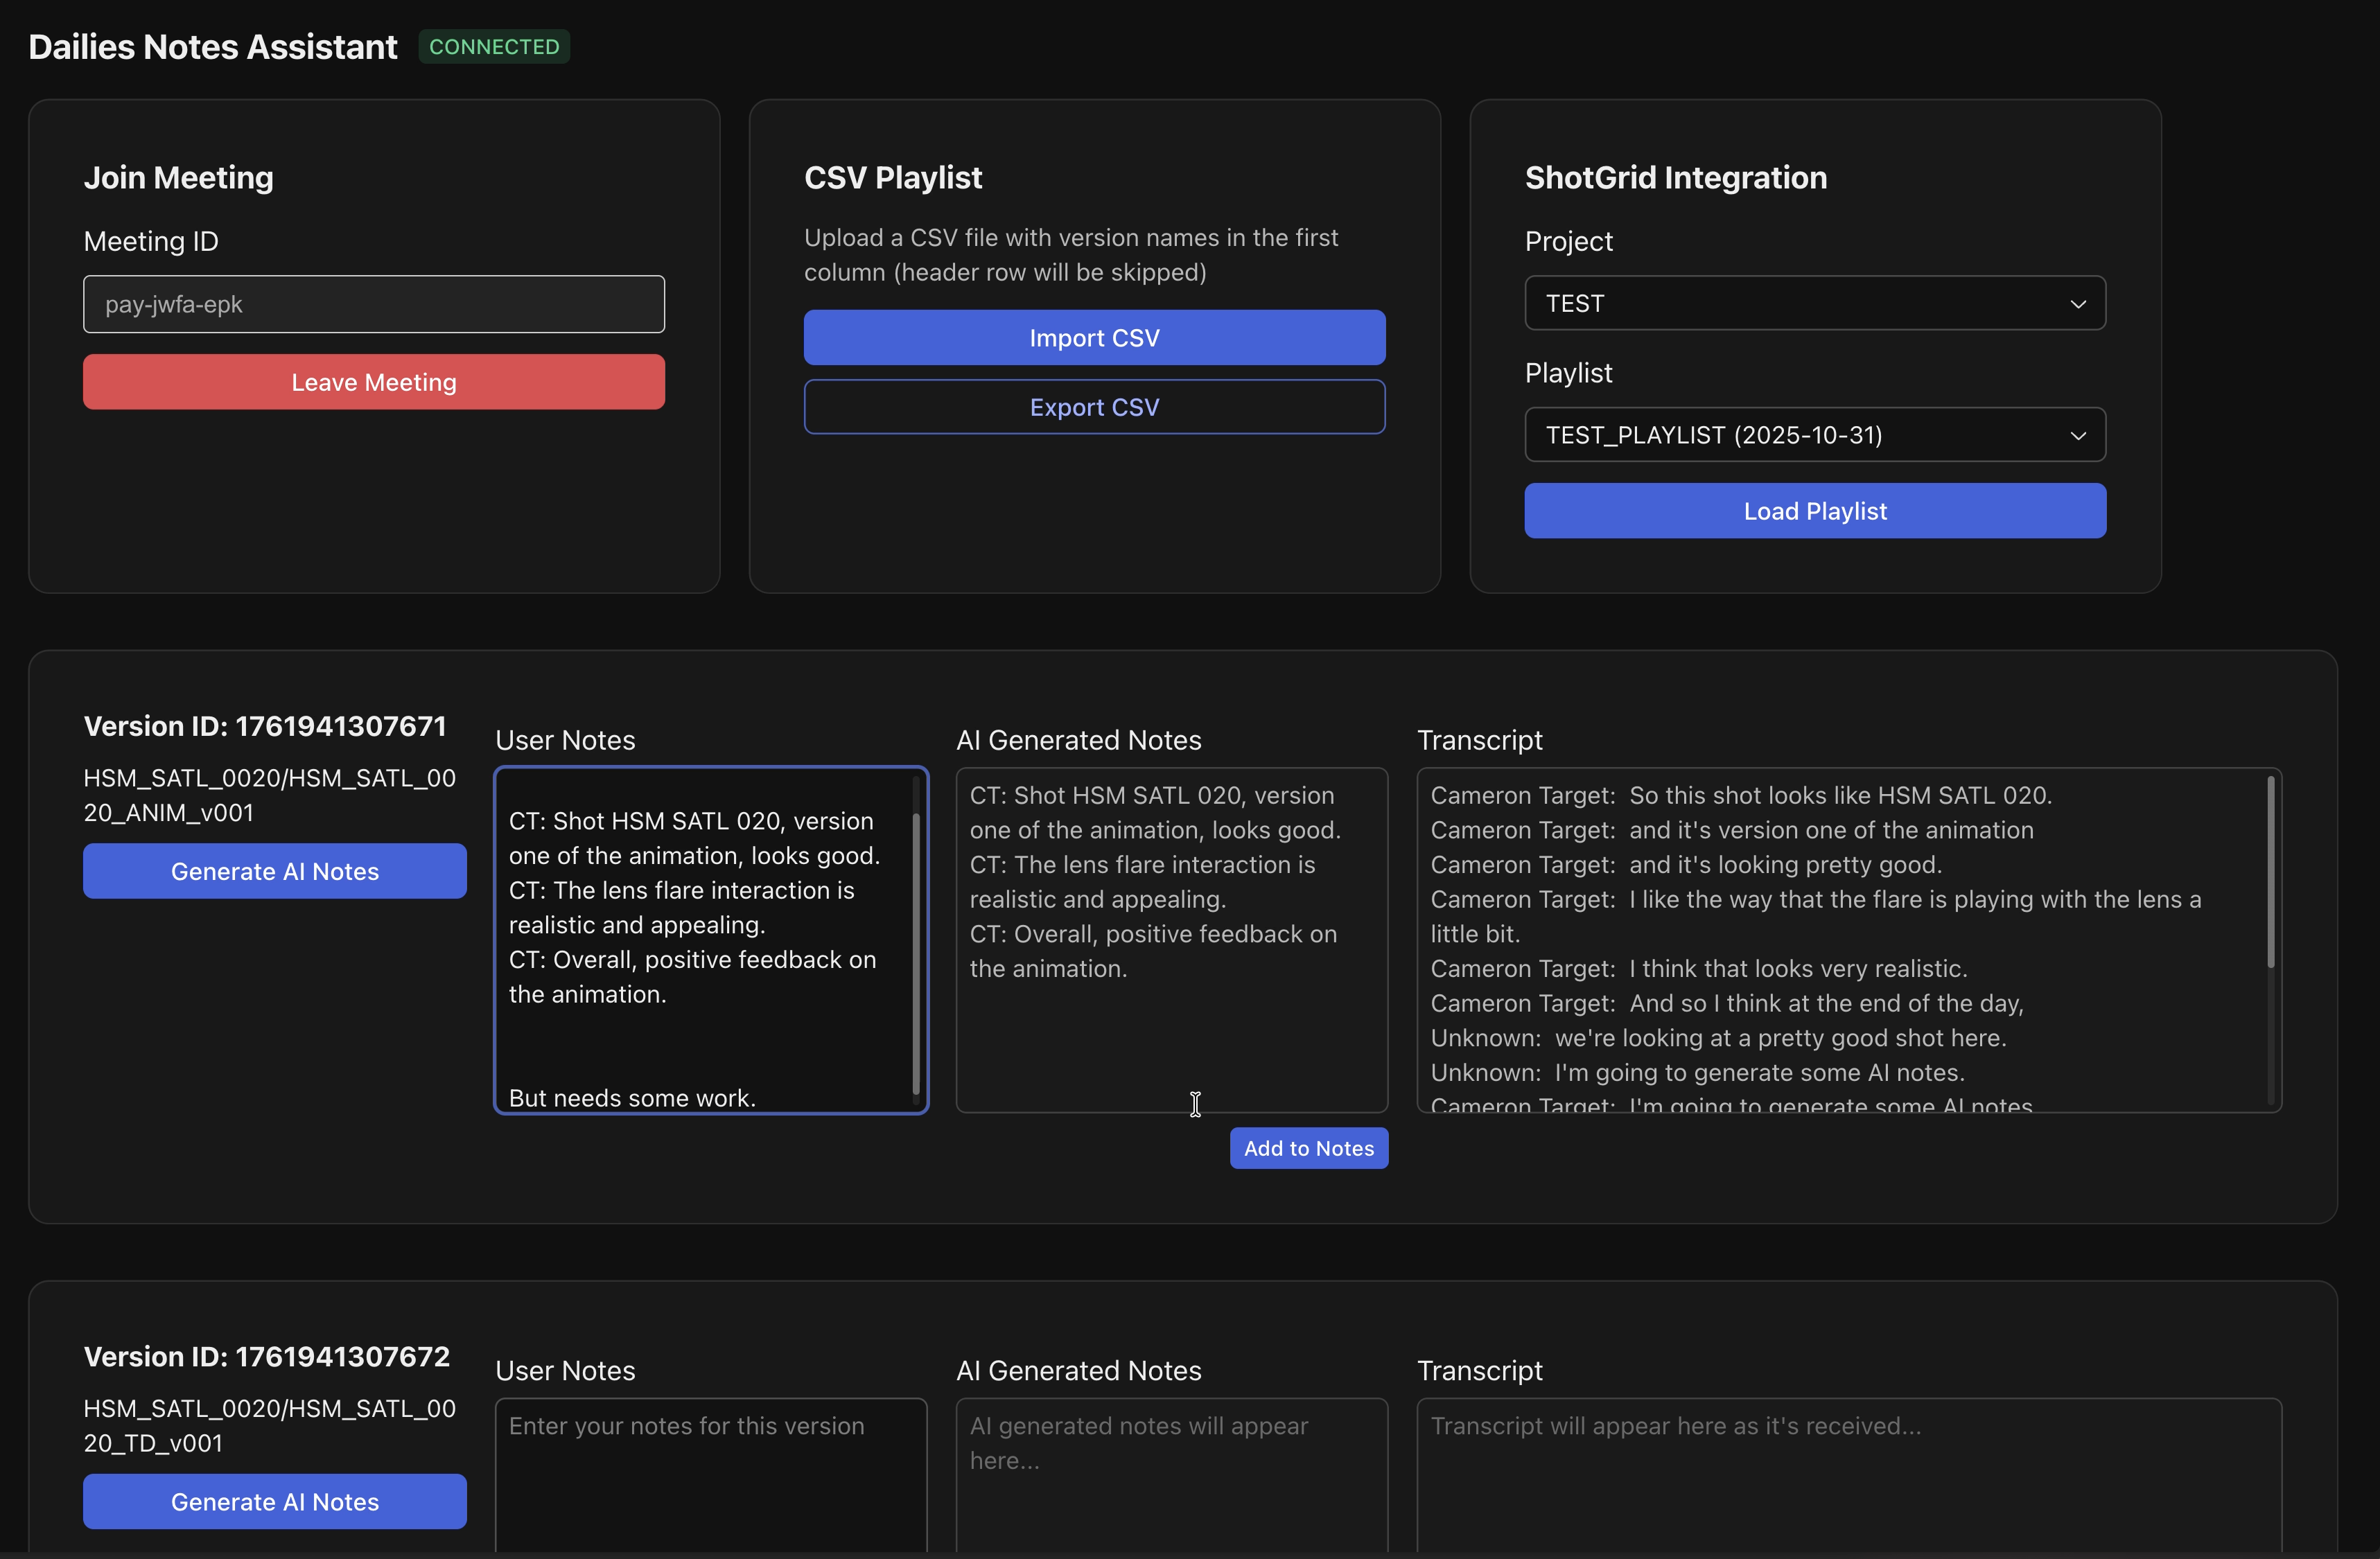 Dailies Notes Assistant
CONNECTED
Join Meeting
Meeting ID
pay-jwfa-epk
Leave Meeting
CSV Playlist
Upload a CSV file with version names in the first
column (header row will be skipped)
Import CSV
Export CSV
ShotGrid Integration
Project
TEST
Playlist
TEST_PLAYLIST (2025-10-31)
Load Playlist
Version ID: 1761941307671
HSM_SATL_0020/HSM_SATL_00
20_ANIM_v001
Generate AI Notes
User Notes
CT: Shot HSM SATL 020, version
one of the animation, looks good.
CT: The lens flare interaction is
realistic and appealing.
CT: Overall, positive feedback on
the animation.
But needs some work.
AI Generated Notes
CT: Shot HSM SATL 020, version
one of the animation, looks good.
CT: The lens flare interaction is
realistic and appealing.
CT: Overall, positive feedback on
the animation.
Add to Notes
Transcript
Cameron Target:  So this shot looks like HSM SATL 020.
Cameron Target:  and it's version one of the animation
Cameron Target:  and it's looking pretty good.
Cameron Target:  I like the way that the flare is playing with the lens a
little bit.
Cameron Target:  I think that looks very realistic.
Cameron Target:  And so I think at the end of the day,
Unknown:  we're looking at a pretty good shot here.
Unknown:  I'm going to generate some AI notes.
Cameron Target:  I'm going to generate some AI notes
Version ID: 1761941307672
HSM_SATL_0020/HSM_SATL_00
20_TD_v001
Generate AI Notes
User Notes
Enter your notes for this version
AI Generated Notes
AI generated notes will appear
here...
Transcript
Transcript will appear here as it's received...